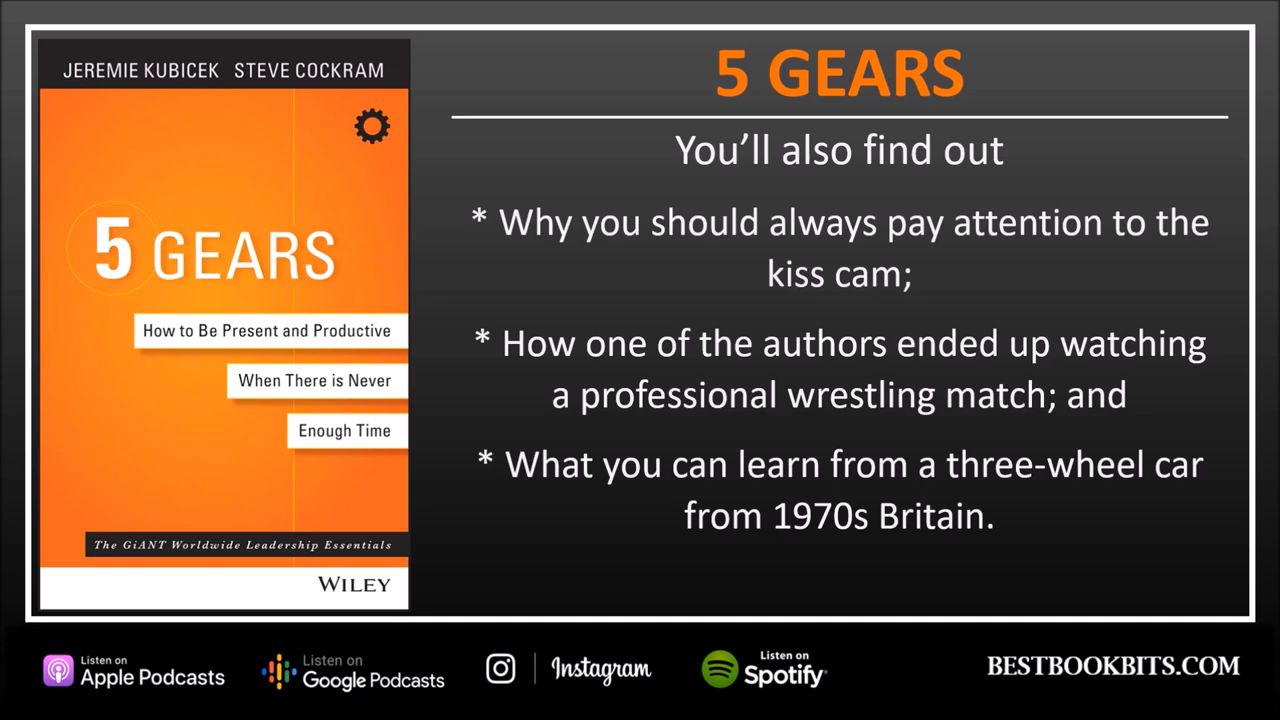 JEREMIE KUBICEK STEVE COCKRAM
5 GEARS
How to Be Present and Productive
When There is Never
Enough Time
The GiANT Worldwide Leadership Essentials
WILEY
5 GEARS
You’ll also find out
* Why you should always pay attention to the
kiss cam;
* How one of the authors ended up watching
a professional wrestling match; and
* What you can learn from a three-wheel car
from 1970s Britain.
Listen on
Apple Podcasts
Listen on
Google Podcasts
Instagram
Listen on
Spotify
BESTBOOKBITS.COM